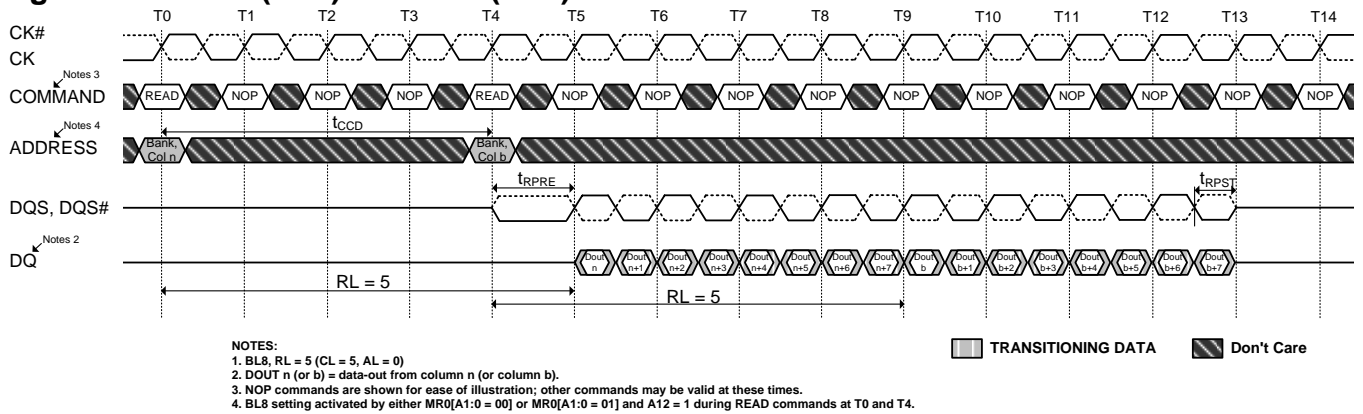 T0 T1 T2 T3 T4 T5 T6 T7 T8 T9 T10 T11 T12 T13 T14
CK#
CK
Notes 3
COMMAND READ NOP NOP NOP READ NOP NOP NOP NOP NOP NOP NOP NOP NOP NOP
tCCD
Notes 4
ADDRESS Bank, Col n Bank, Col b
tRPRE tRPST
DQS, DQS#
Notes 2
DQ Dout n Dout n+1 Dout n+2 Dout n+3 Dout n+4 Dout n+5 Dout n+6 Dout n+7 Dout b Dout b+1 Dout b+2 Dout b+3 Dout b+4 Dout b+5 Dout b+6 Dout b+7
RL = 5 RL = 5
NOTES:
1. BL8, RL = 5 (CL = 5, AL = 0)
2. DOUT n (or b) = data-out from column n (or column b).
3. NOP commands are shown for ease of illustration; other commands may be valid at these times.
4. BL8 setting activated by either MR0[A1:0 = 00] or MR0[A1:0 = 01] and A12 = 1 during READ commands at T0 and T4.
TRANSITIONING DATA Don't Care